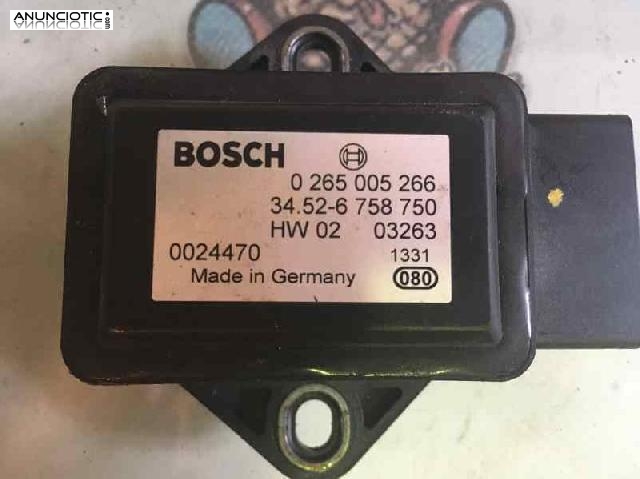 ANUNCIOTIC
.com
BOSCH
0 265 005 266
34.52-6 758 750
HW 02 03263
0024470 1331
Made in Germany 080